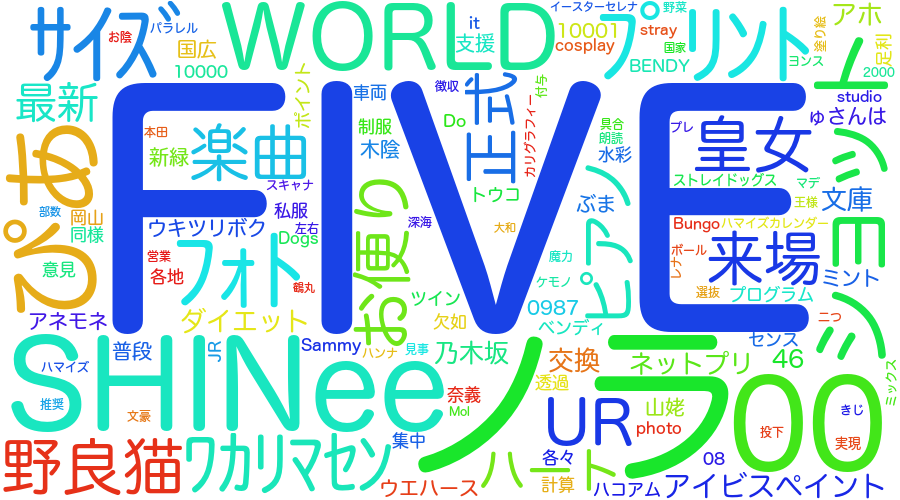 FIVE
WORLD
SHINee
ノラ
00
サイズ
プリント
ぴあ
楽曲
正式
皇女
来場
フォト
お便り
ピアノ
野良猫
ワカリマセン
UR
ハート
アイビスペイント
最新
文庫
ミント
ネットプリ
交換
乃木坂
46
ダイエット
ウキツリボク
アネモネ
ウエハース
ハコアム
山姥
photo
アホ
足利
塗り絵
ヨンス
2000
studio
ゅさんは
ストレイドッグス
マデ
王様
Bungo
ハマイズカレンダー
ボール
レナ
選抜
プログラム
センス
二つ
ミックス
きじ
投下
実現
08
各々
計算
透過
奈義
Mol
集中
見事
ハンナ
欠如
ツイン
0987
ベンディ
ケモノ
魔力
大和
深海
ぶま
トウコ
水彩
朗読
具合
プレ
BENDY
国家
野菜
stray
イースターセレナ
10001
cosplay
it
支援
付与
カリグラフィー
Do
徴収
車両
制服
木陰
ポイント
10000
国広
パラレル
お陰
本田
新緑
スキャナ
私服
左右
Dogs
鶴丸
営業
各地
部数
岡山
同様
意見
普段
JR
Sammy
ハマイズ
推奨
文豪